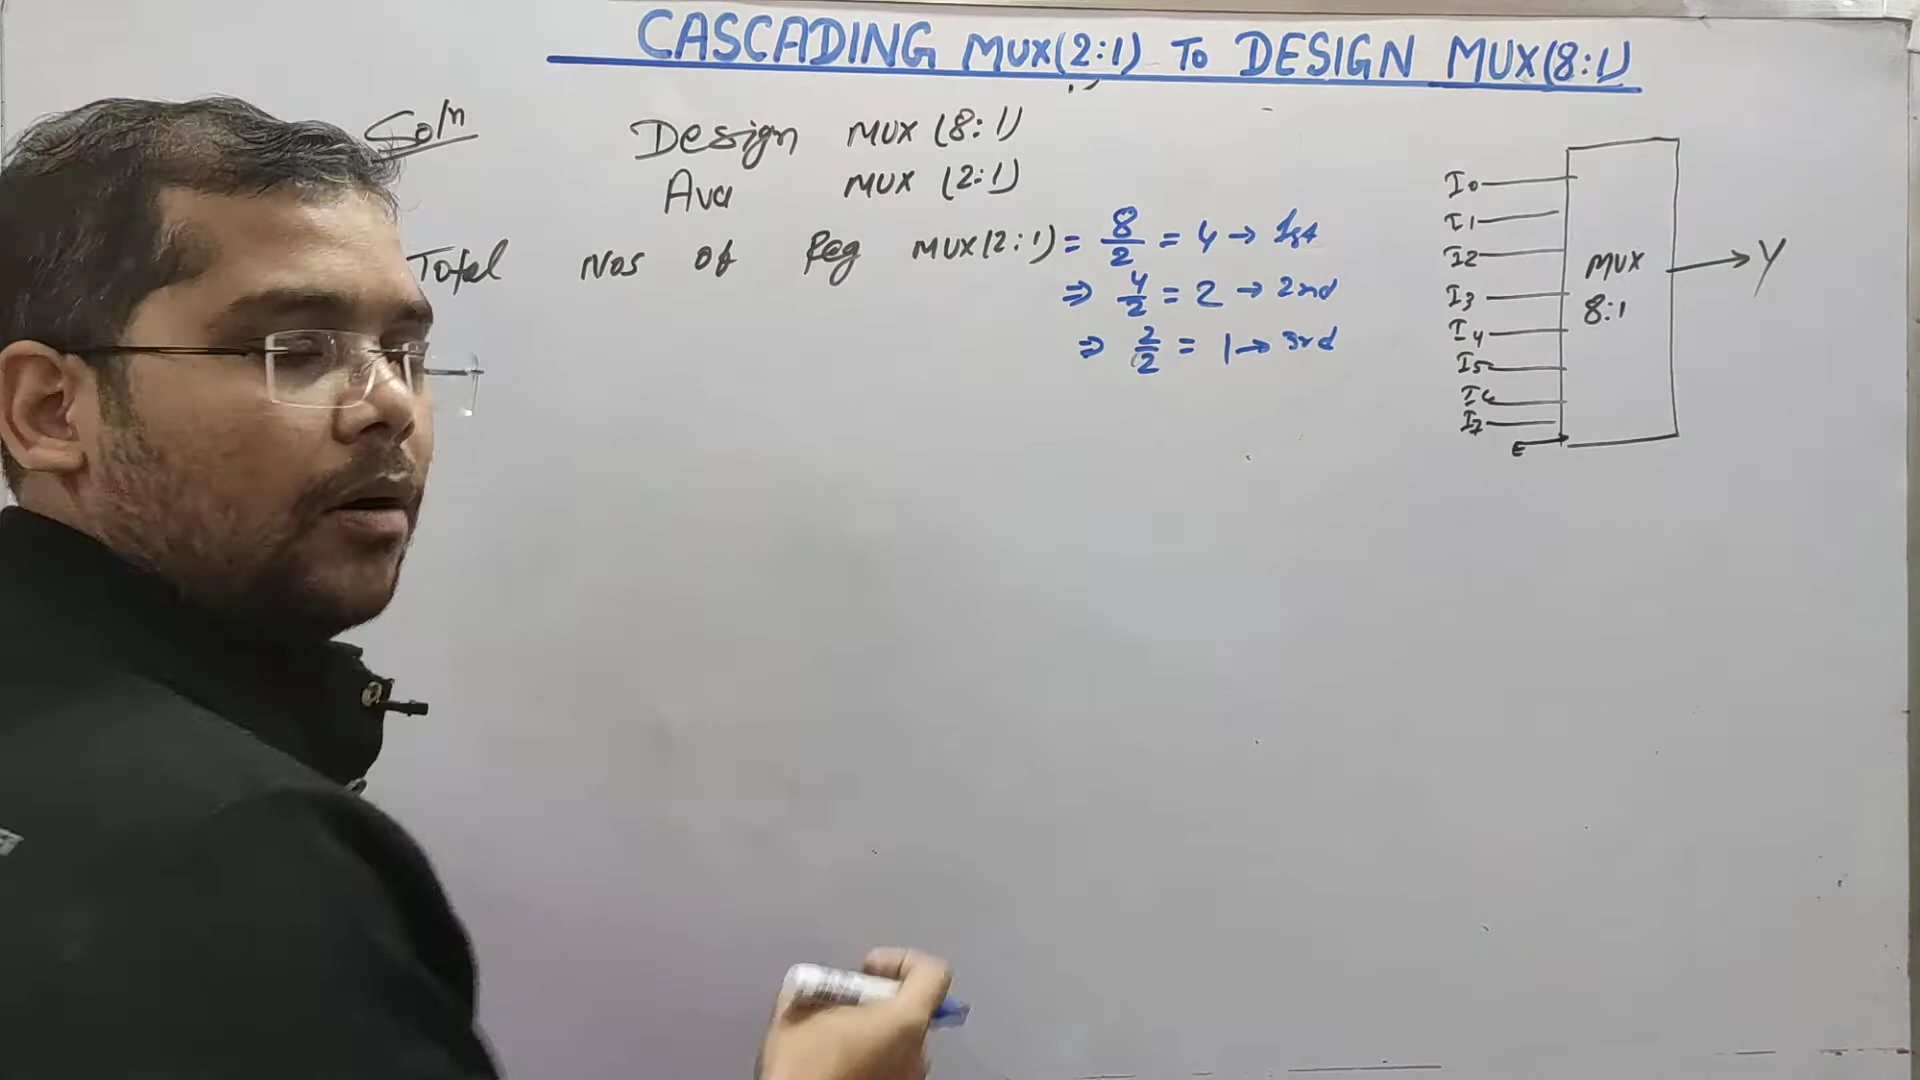 CASCADING MUX(2:1) TO DESIGN MUX(8:1)
Soln
Design MUX (8:1)
Ava MUX (2:1)
Total Nos of Req MUX(2:1) = 8/2 = 4 → 1st
⇒ 4/2 = 2 → 2nd
⇒ 2/2 = 1 → 3rd
I0
I1
I2
I3
I4
I5
I6
I7
E
MUX
8:1
Y